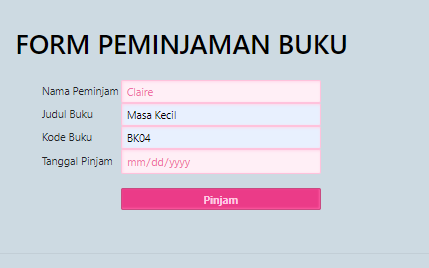 FORM PEMINJAMAN BUKU
Nama Peminjam Claire
Judul Buku Masa Kecil
Kode Buku BK04
Tanggal Pinjam mm/dd/yyyy
Pinjam